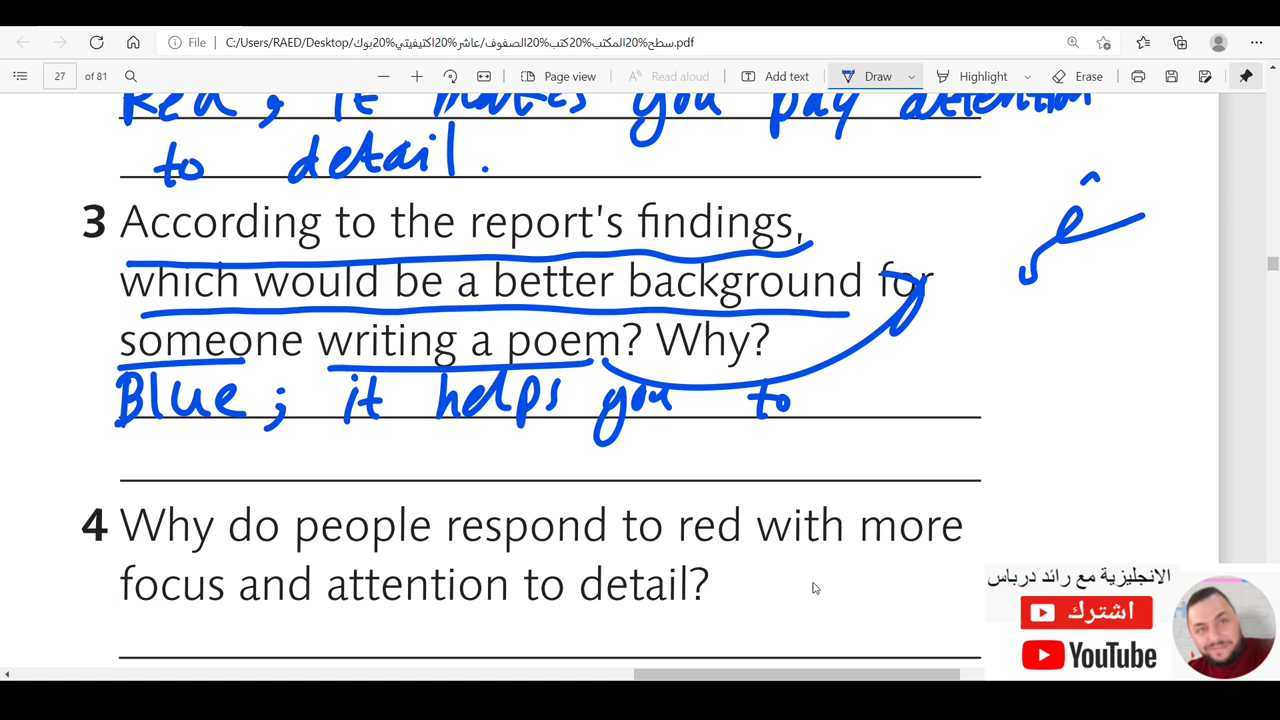 File C:/Users/RAED/Desktop/سطح%20المكتب%20كتب%20الصفوف/عاشر%20اكتيفيتي%20بوك.pdf
27 of 81 Page view Read aloud Add text Draw Highlight Erase
Red; it makes you pay attention
to detail.
3 According to the report's findings,
which would be a better background for
someone writing a poem? Why?
Blue; it helps you to
4 Why do people respond to red with more
focus and attention to detail?
الانجليزية مع رائد درباس
اشترك
YouTube